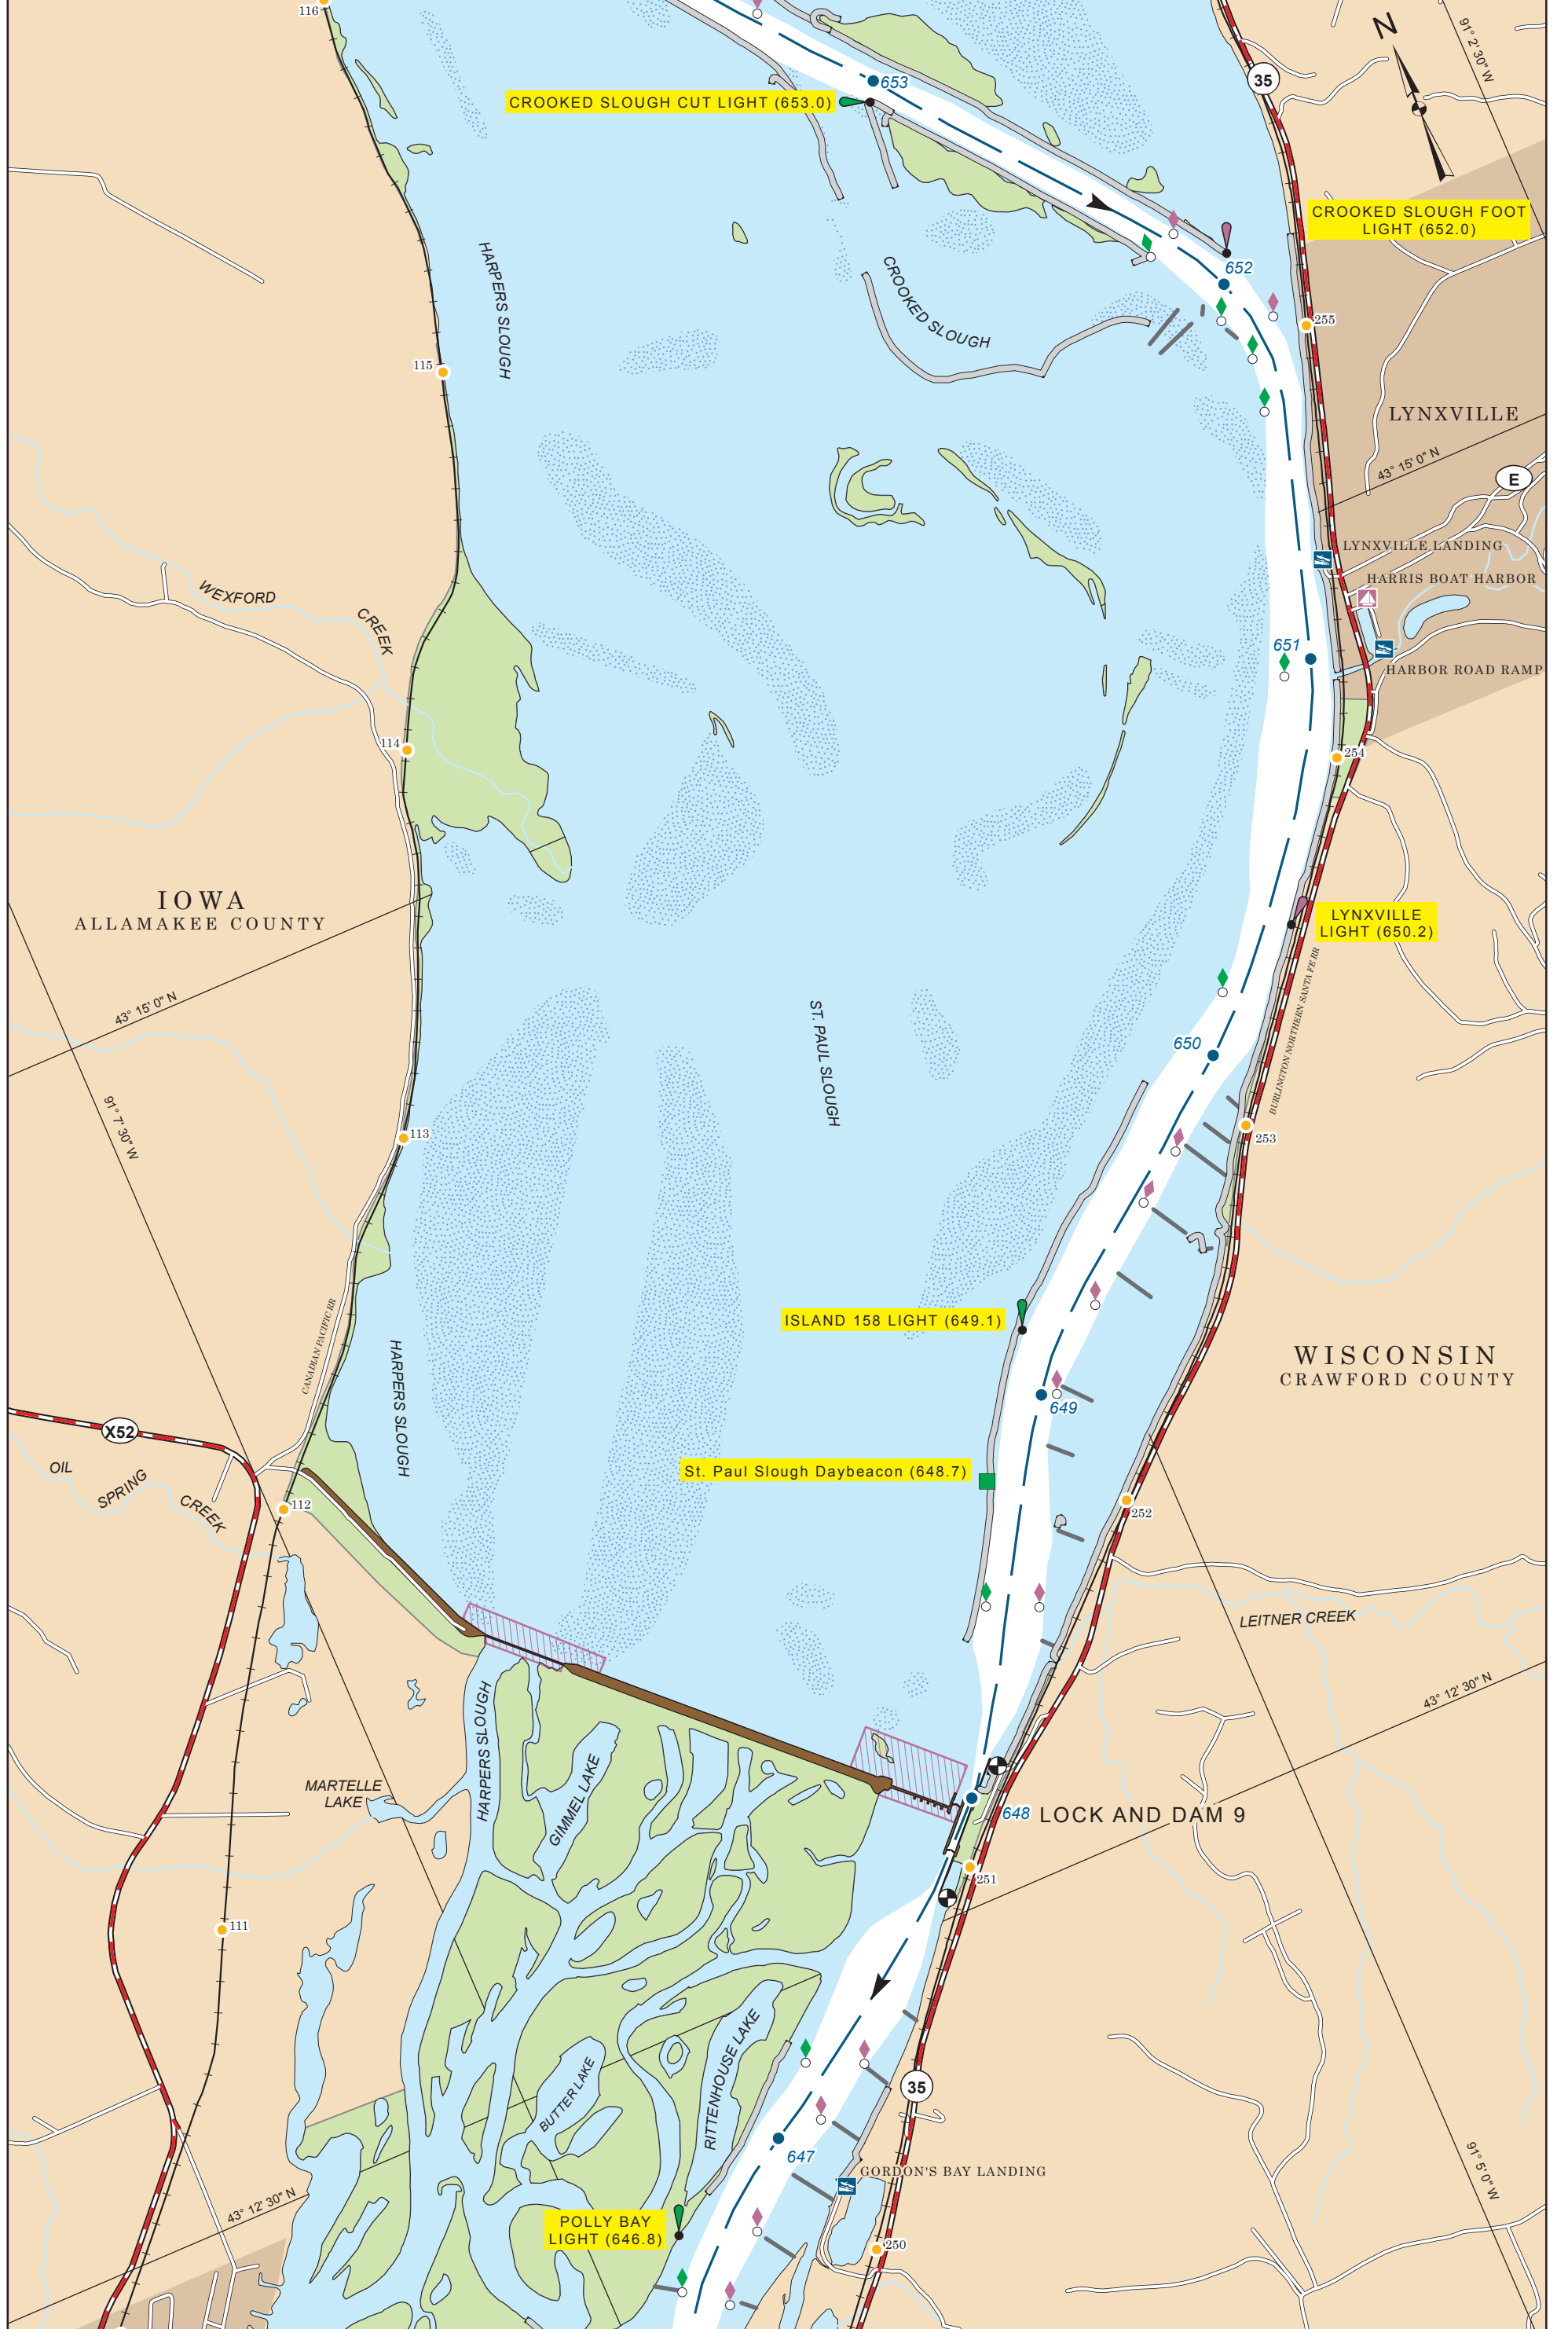 116
N
91° 2' 30" W
35
653
CROOKED SLOUGH CUT LIGHT (653.0)
CROOKED SLOUGH FOOT
LIGHT (652.0)
HARPERS SLOUGH
CROOKED SLOUGH
652
255
115
LYNXVILLE
43° 15' 0" N
E
LYNXVILLE LANDING
HARRIS BOAT HARBOR
WEXFORD
CREEK
651
HARBOR ROAD RAMP
114
254
IOWA
ALLAMAKEE COUNTY
LYNXVILLE
LIGHT (650.2)
43° 15' 0" N
ST. PAUL SLOUGH
BURLINGTON NORTHERN SANTA FE RR
650
91° 7' 30" W
113
253
CANADIAN PACIFIC RR
ISLAND 158 LIGHT (649.1)
WISCONSIN
CRAWFORD COUNTY
HARPERS SLOUGH
649
X52
OIL
SPRING
CREEK
St. Paul Slough Daybeacon (648.7)
112
252
LEITNER CREEK
43° 12' 30" N
HARPERS SLOUGH
GIMMEL LAKE
MARTELLE
LAKE
648
LOCK AND DAM 9
251
111
RITTENHOUSE LAKE
BUTTER LAKE
35
647
GORDON'S BAY LANDING
91° 5' 0" W
43° 12' 30" N
POLLY BAY
LIGHT (646.8)
250